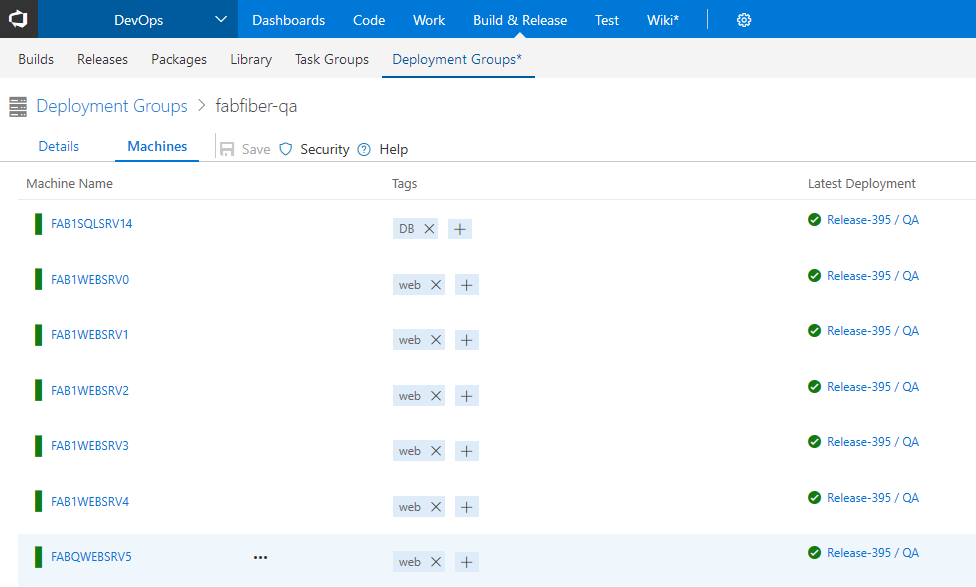 DevOps Dashboards Code Work Build & Release Test Wiki*
Builds Releases Packages Library Task Groups Deployment Groups*
Deployment Groups > fabfiber-qa
Details Machines Save Security Help
Machine Name Tags Latest Deployment
FAB1SQLSRV14 DB Release-395 / QA
FAB1WEBSRV0 web Release-395 / QA
FAB1WEBSRV1 web Release-395 / QA
FAB1WEBSRV2 web Release-395 / QA
FAB1WEBSRV3 web Release-395 / QA
FAB1WEBSRV4 web Release-395 / QA
FABQWEBSRV5 ... web Release-395 / QA